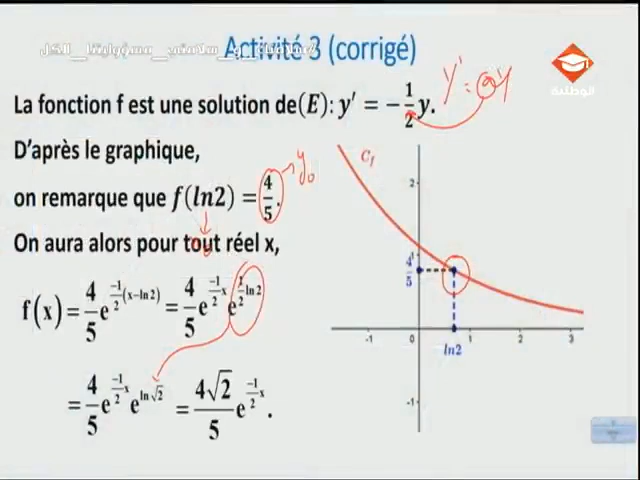 Activité 3 (corrigé)
الوطنية
La fonction f est une solution de(E): y' = -1/2 y.
y' = ay
D'après le graphique,
on remarque que f(ln2) = 4/5.
y₀
On aura alors pour tout réel x,
f(x) = 4/5 e^(-1/2 (x-ln2)) = 4/5 e^(-1/2 x) e^(1/2 ln2)
= 4/5 e^(-1/2 x) e^(ln √2) = 4√2/5 e^(-1/2 x).
C_f
2
1
4/5
-1 0 1 2 3
ln2
-1